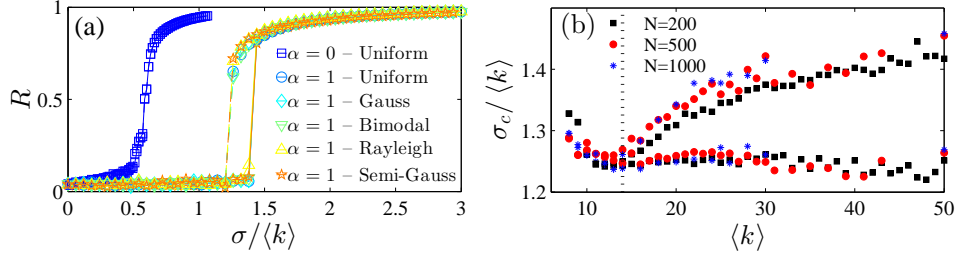 (a)
R
1
0.5
0
0
0.5
1
1.5
2
2.5
3
σ/⟨k⟩
α = 0 – Uniform
α = 1 – Uniform
α = 1 – Gauss
α = 1 – Bimodal
α = 1 – Rayleigh
α = 1 – Semi-Gauss
(b)
N=200
N=500
N=1000
σc/ ⟨k⟩
1.4
1.3
1.2
10
20
30
40
50
⟨k⟩